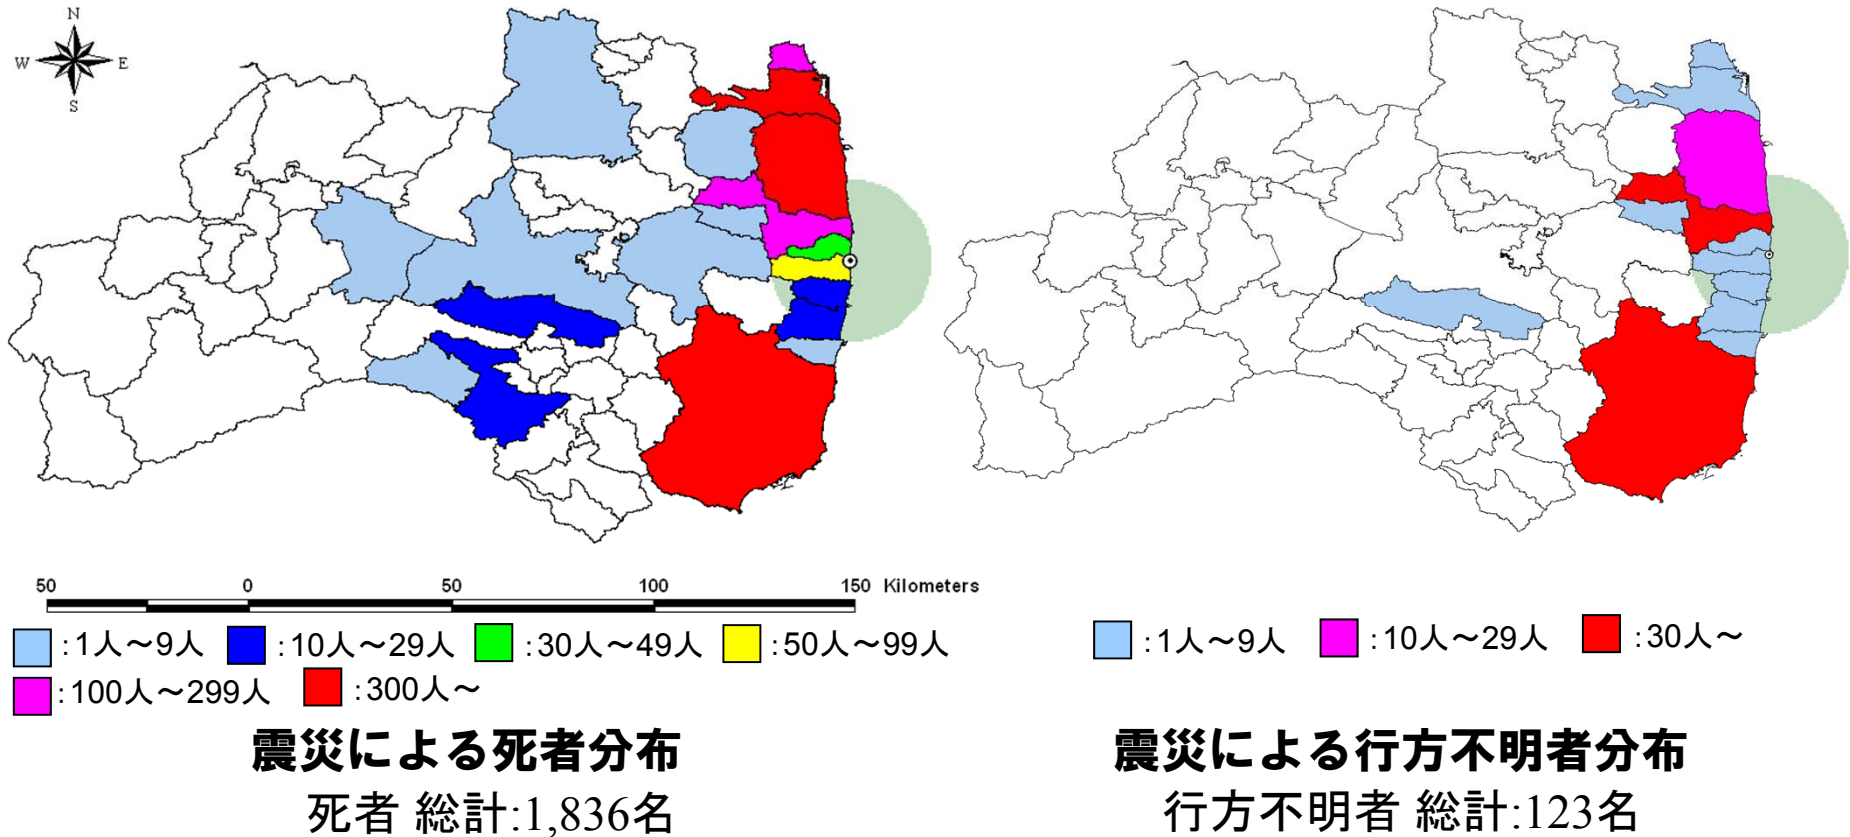 N
W E
S
50 0 50 100 150 Kilometers
:1人～9人 :10人～29人 :30人～49人 :50人～99人
:100人～299人 :300人～
震災による死者分布
死者 総計:1,836名
:1人～9人 :10人～29人 :30人～
震災による行方不明者分布
行方不明者 総計:123名